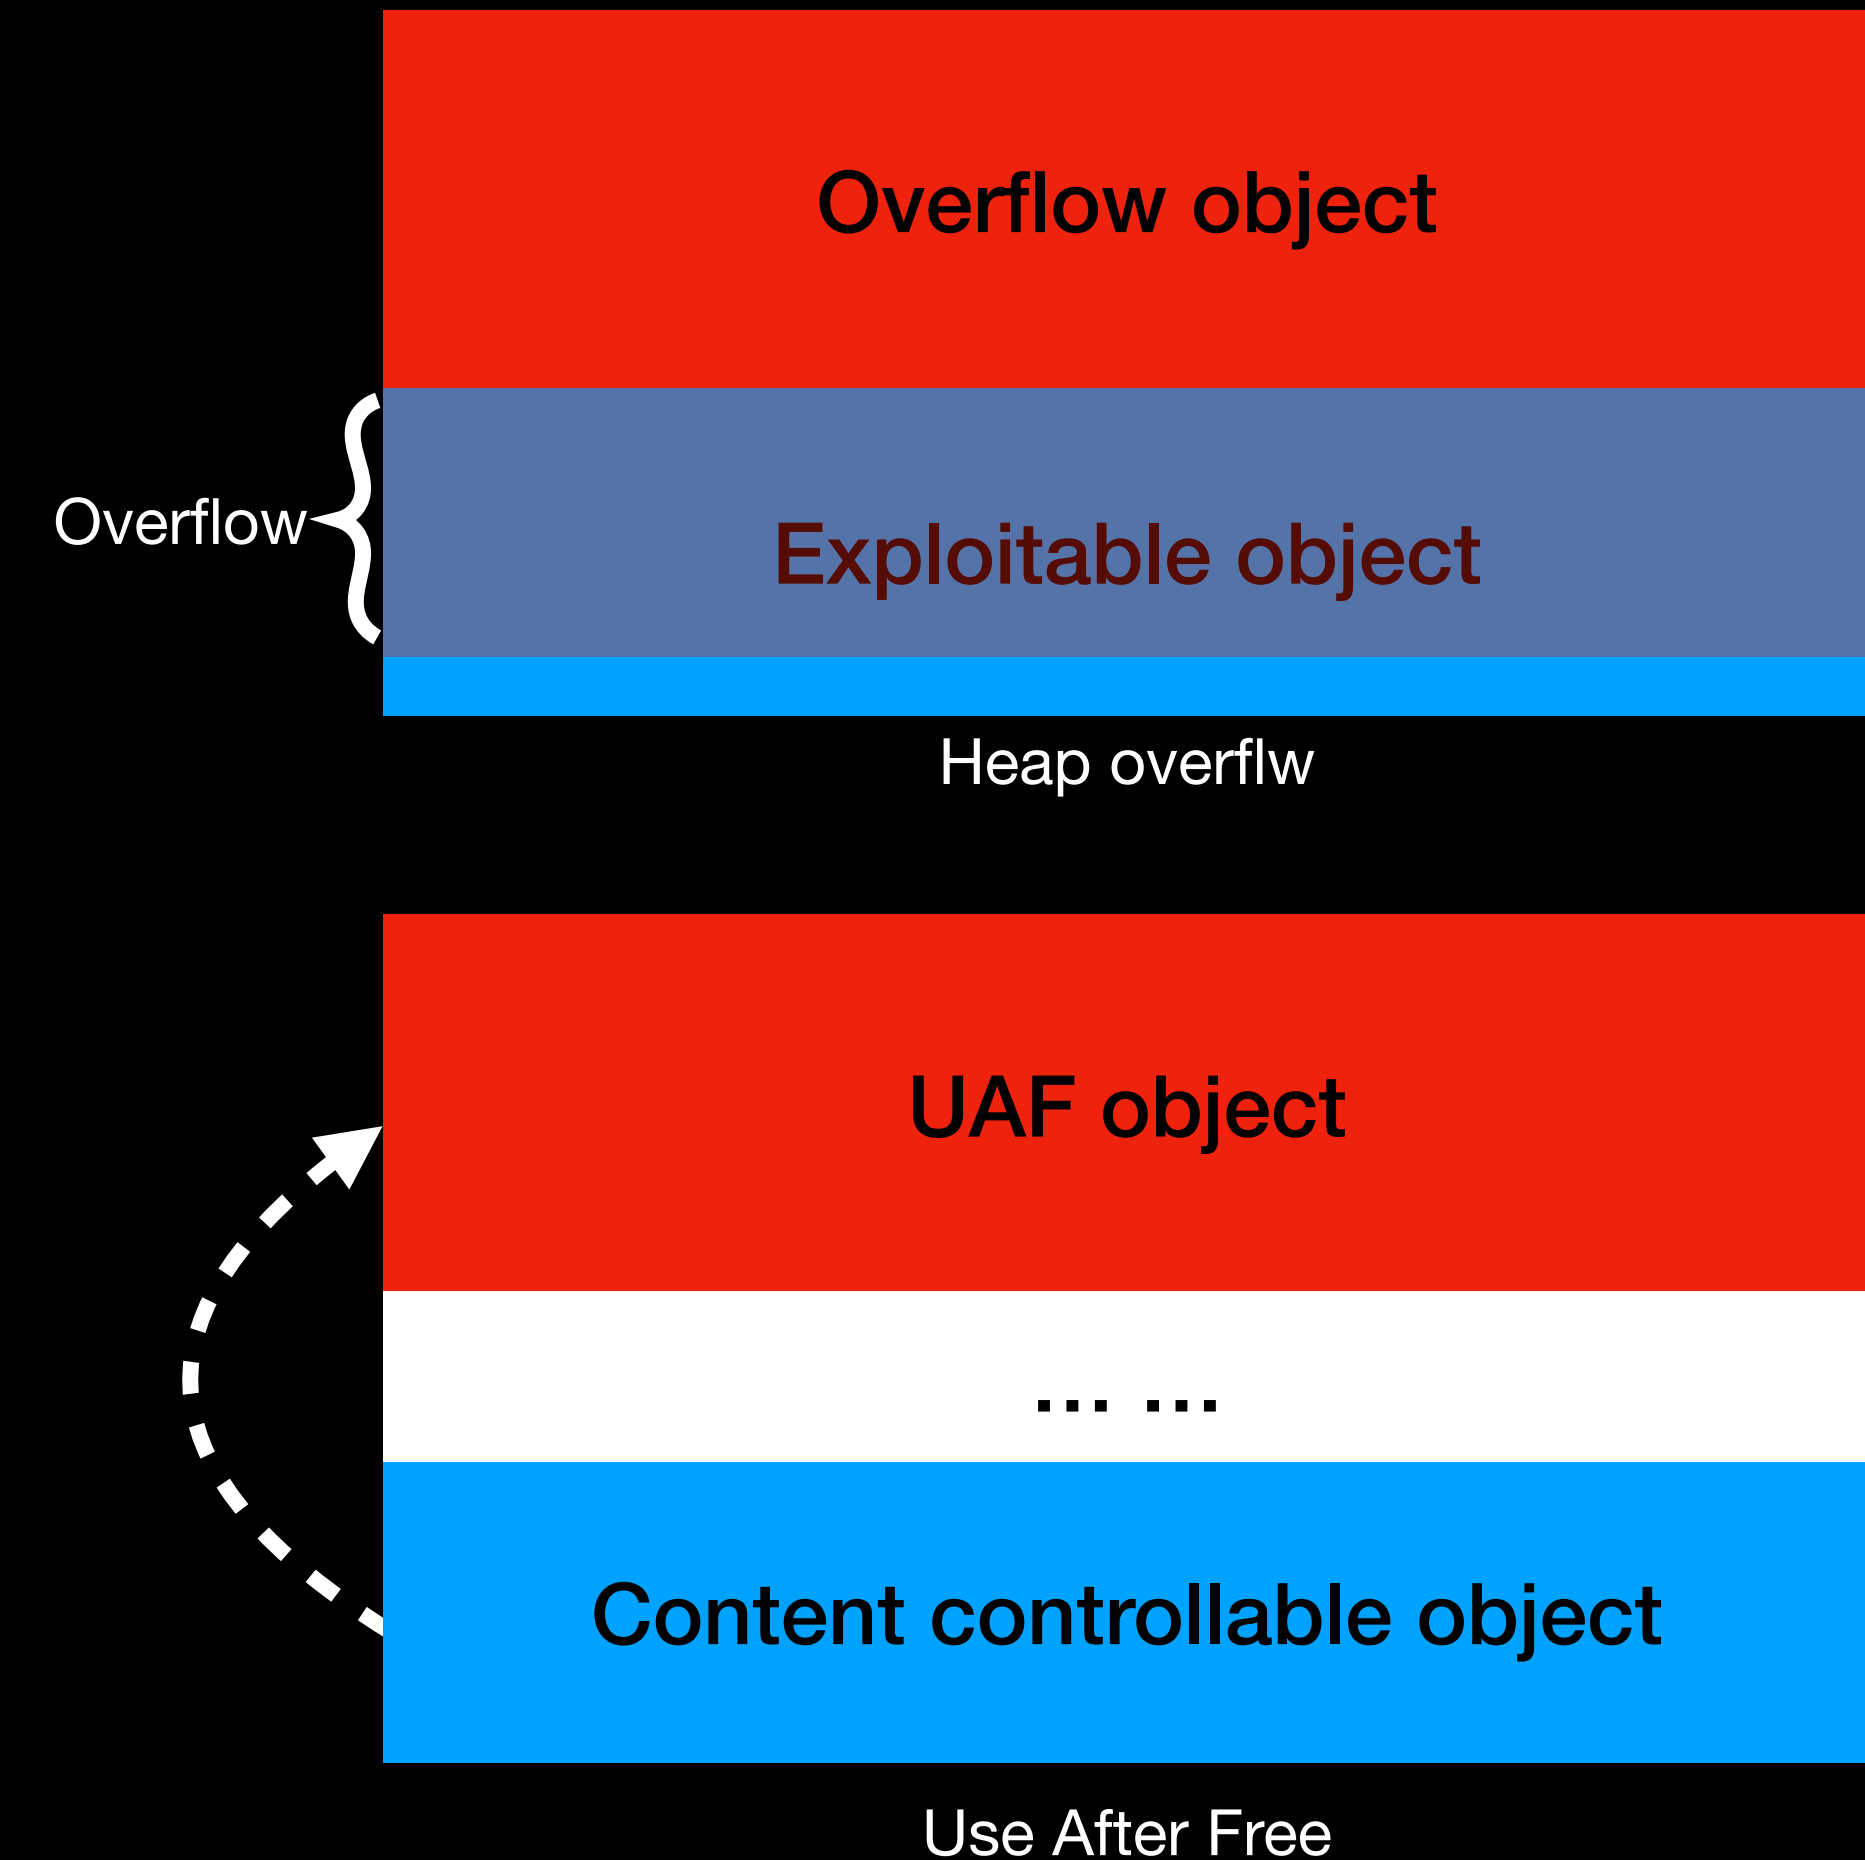 Overflow object
Overflow
Exploitable object
Heap overflw
UAF object
... ...
Content controllable object
Use After Free